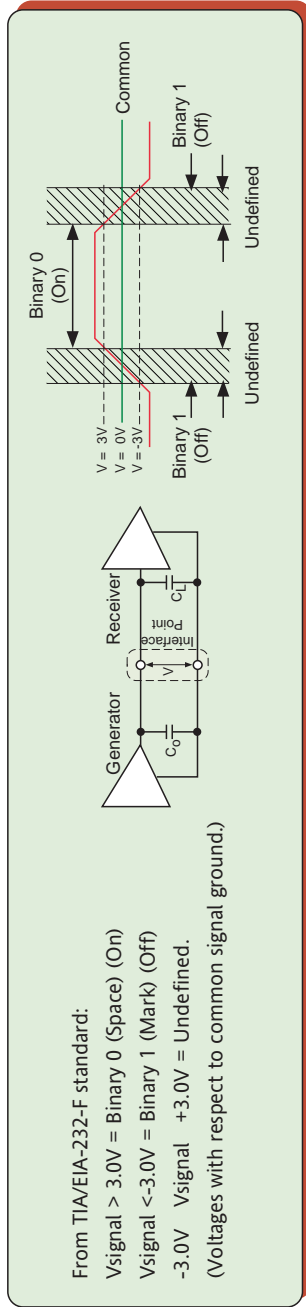 From TIA/EIA-232-F standard:
Vsignal > 3.0V = Binary 0 (Space) (On)
Vsignal <-3.0V = Binary 1 (Mark) (Off)
-3.0V Vsignal +3.0V = Undefined.
(Voltages with respect to common signal ground.)
Generator
Receiver
Co
V
Interface
Point
CL
Binary 0
(On)
V = 3V
V = 0V
V = -3V
Common
Binary 1
(Off)
Binary 1
(Off)
Undefined
Undefined